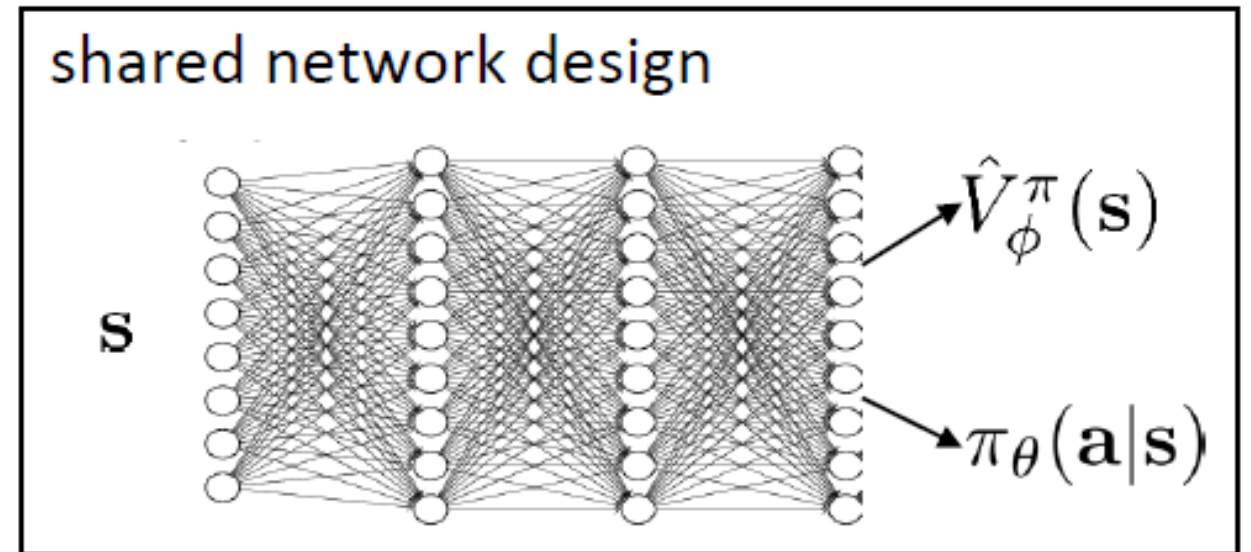 shared network design
s
V̂^π_ϕ(s)
π_θ(a|s)